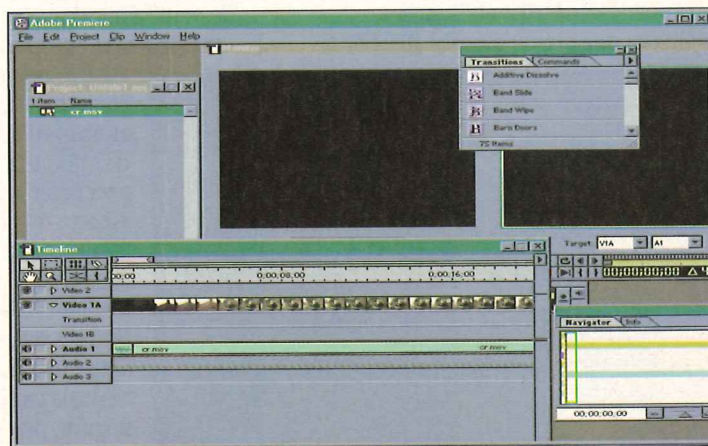 Adobe Premiere
File Edit Project Clip Window Help
Transitions Commands
Additive Dissolve
Band Slide
Band Wipe
Barn Doors
75 Items
1 item Name
cr.mov
Timeline
00;00 0;00;08;00 0;00;16;00
Video 2
Video 1A
Transition
Video 1B
Audio 1 cr.mov cr.mov
Audio 2
Audio 3
Target: V1A A1
00;00;00;00 Δ
Navigator Info
00;00;00;00